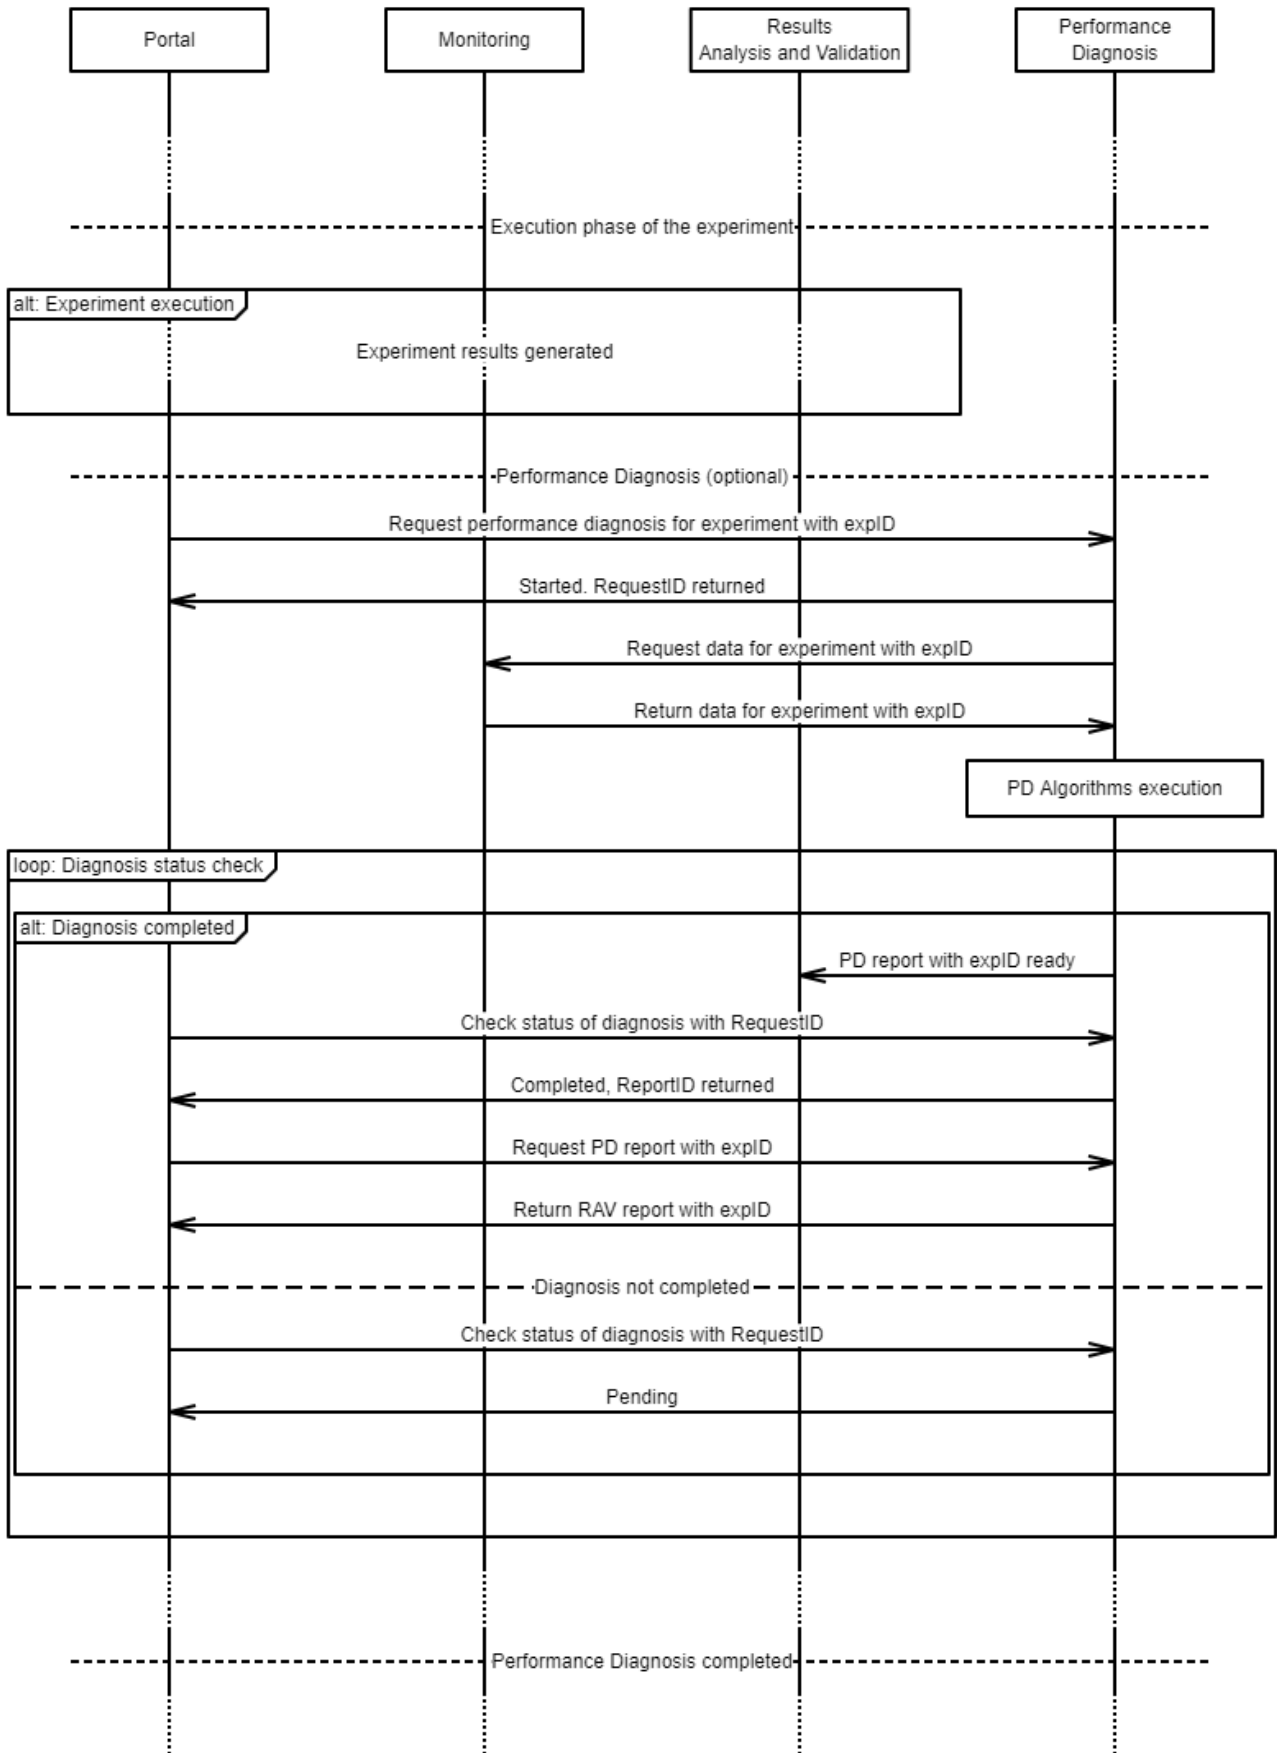 Portal
Monitoring
Results
Analysis and Validation
Performance
Diagnosis
Execution phase of the experiment
alt: Experiment execution
Experiment results generated
Performance Diagnosis (optional)
Request performance diagnosis for experiment with expID
Started. RequestID returned
Request data for experiment with expID
Return data for experiment with expID
PD Algorithms execution
loop: Diagnosis status check
alt: Diagnosis completed
PD report with expID ready
Check status of diagnosis with RequestID
Completed, ReportID returned
Request PD report with expID
Return RAV report with expID
Diagnosis not completed
Check status of diagnosis with RequestID
Pending
Performance Diagnosis completed